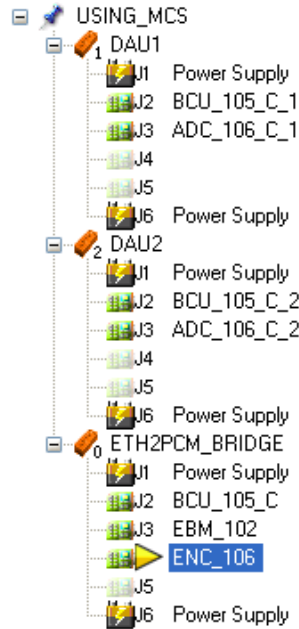 USING_MCS
1 DAU1
J1 Power Supply
J2 BCU_105_C_1
J3 ADC_106_C_1
J4
J5
J6 Power Supply
2 DAU2
J1 Power Supply
J2 BCU_105_C_2
J3 ADC_106_C_2
J4
J5
J6 Power Supply
0 ETH2PCM_BRIDGE
J1 Power Supply
J2 BCU_105_C
J3 EBM_102
ENC_106
J5
J6 Power Supply